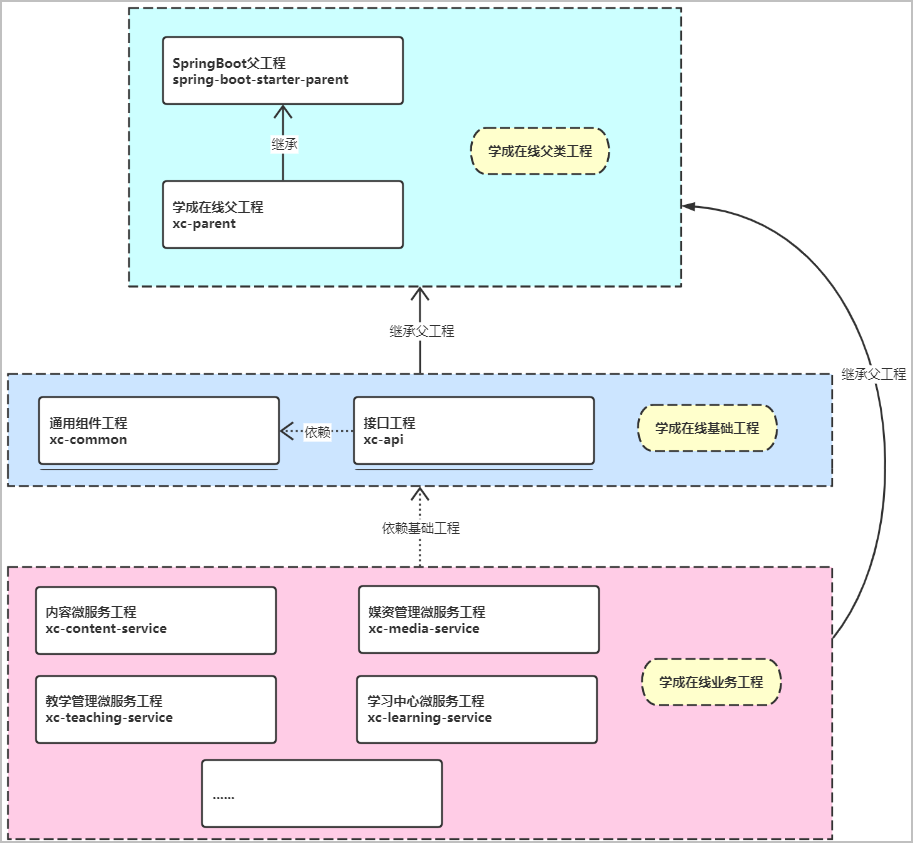 SpringBoot父工程
spring-boot-starter-parent
继承
学成在线父类工程
学成在线父工程
xc-parent
继承父工程
继承父工程
通用组件工程
xc-common
依赖
接口工程
xc-api
学成在线基础工程
依赖基础工程
内容微服务工程
xc-content-service
媒资管理微服务工程
xc-media-service
学成在线业务工程
教学管理微服务工程
xc-teaching-service
学习中心微服务工程
xc-learning-service
......